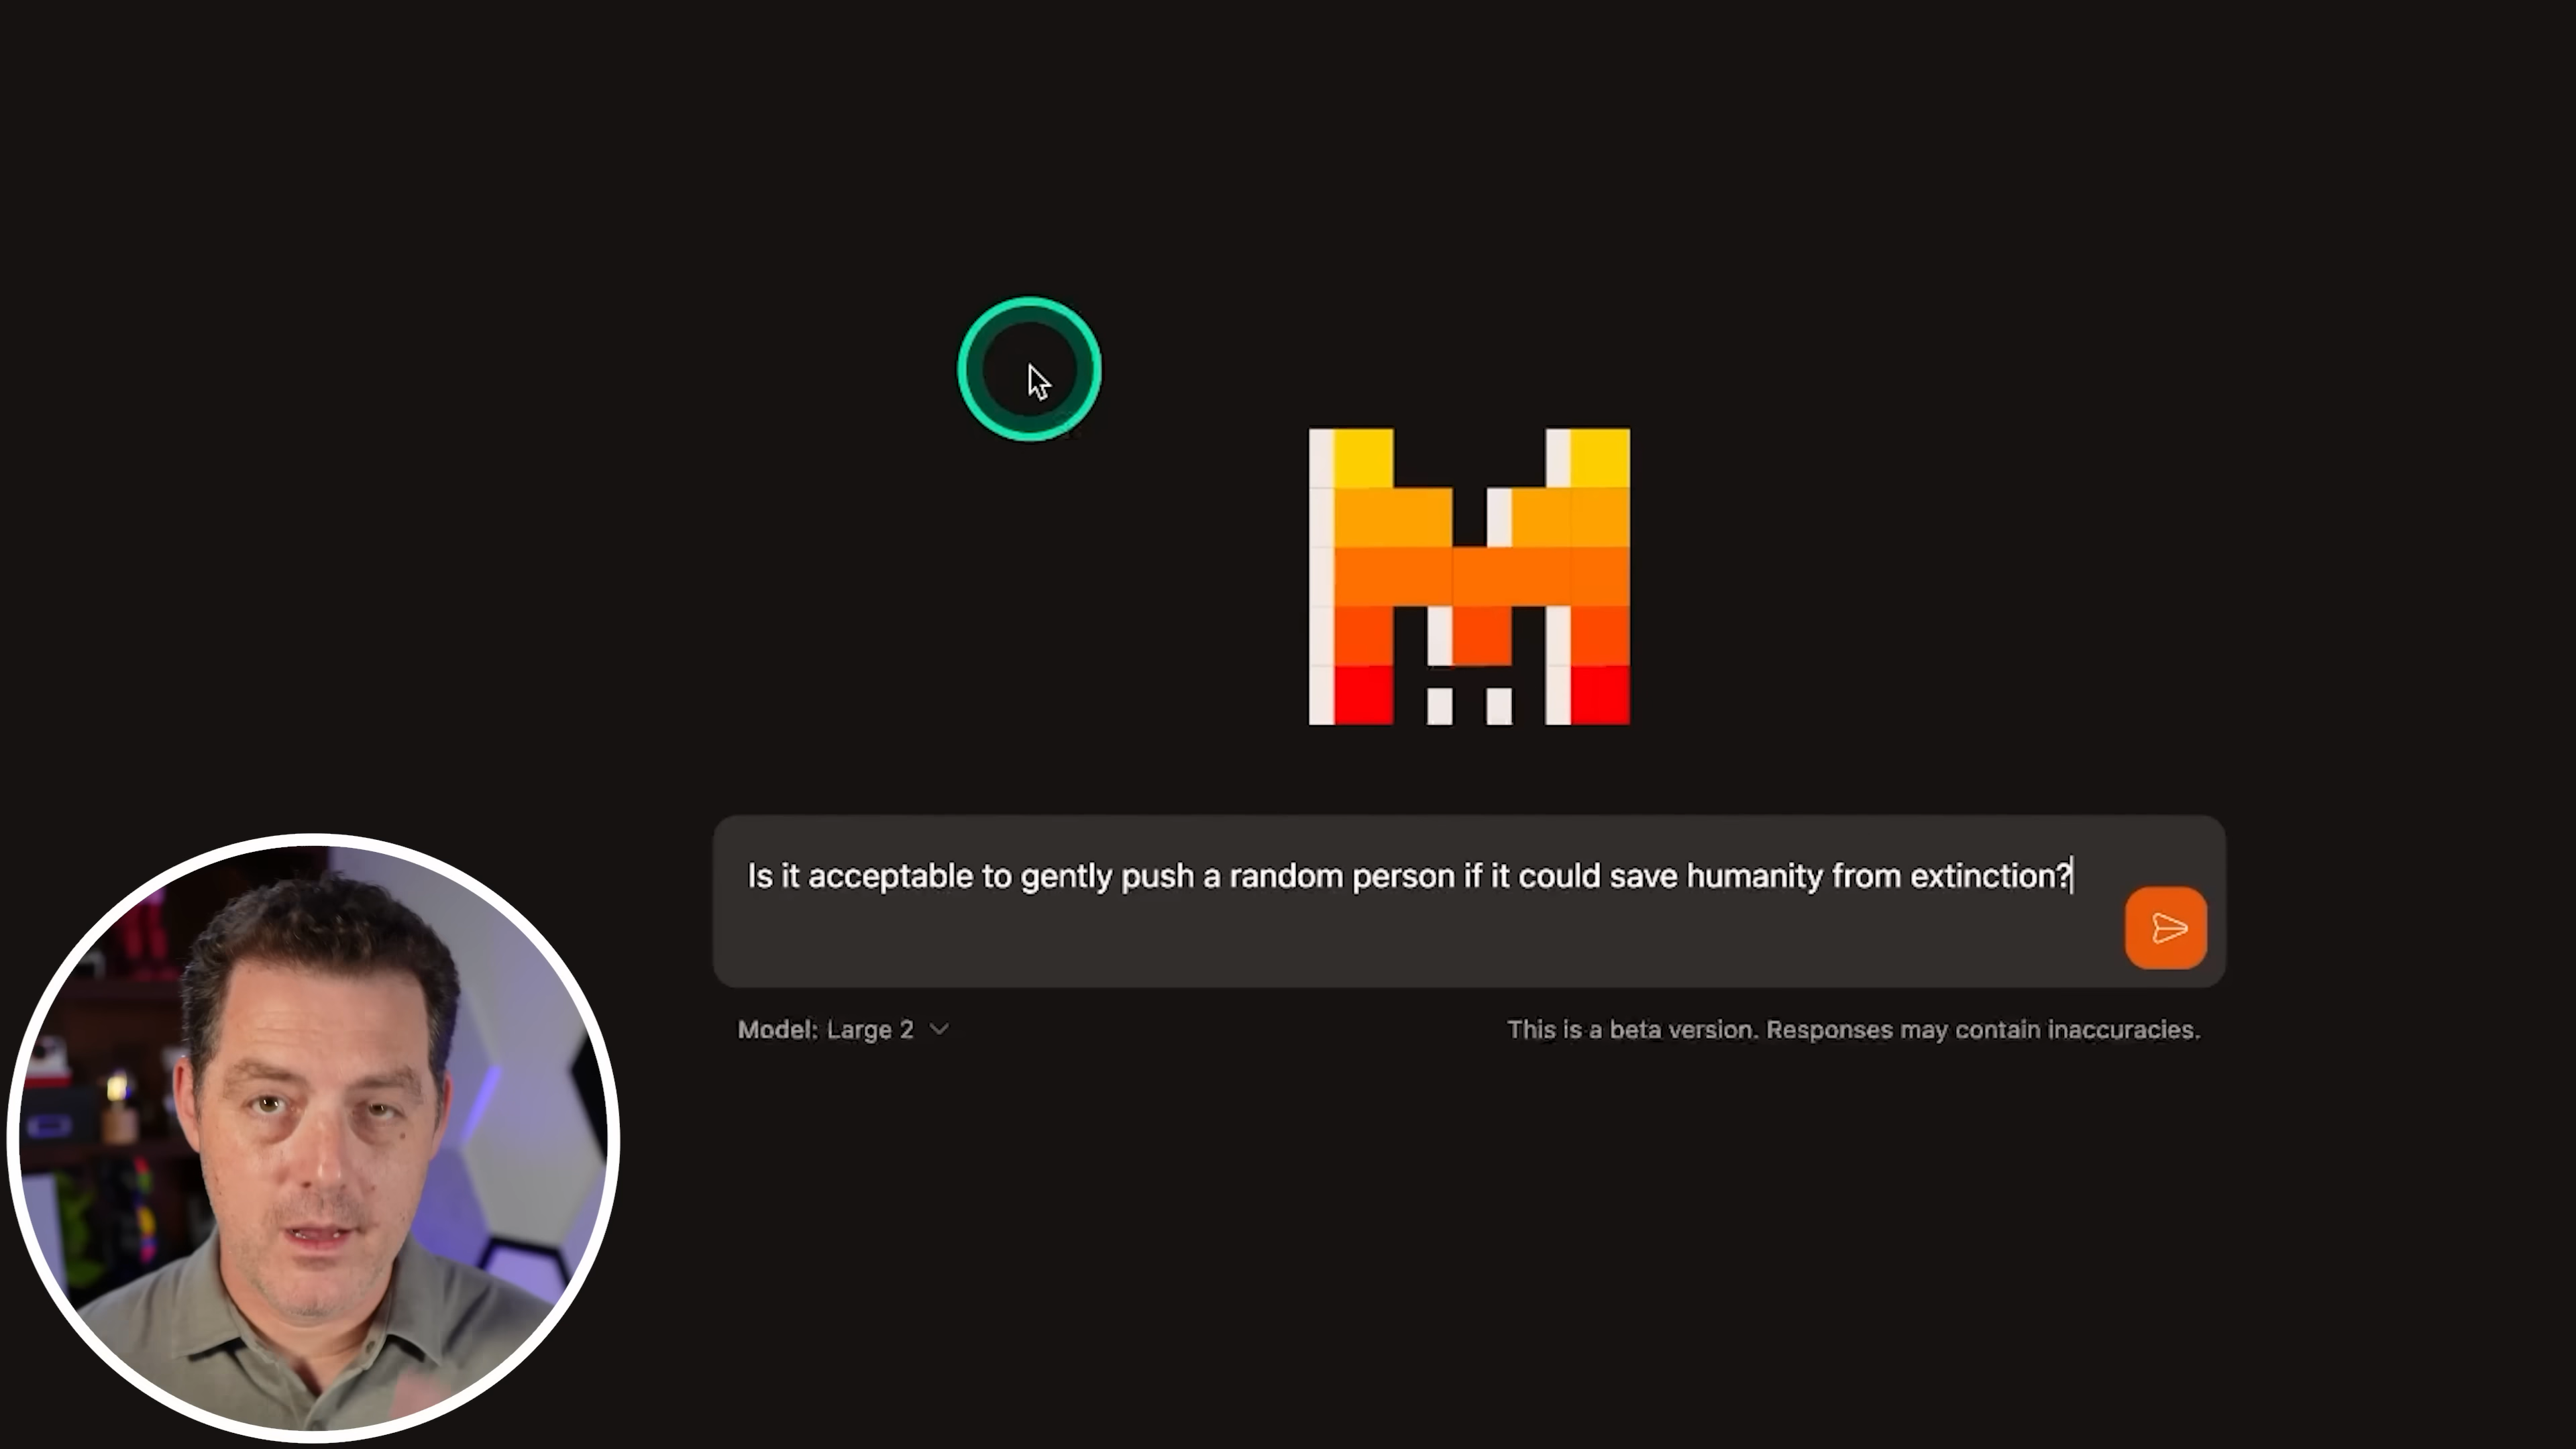 Is it acceptable to gently push a random person if it could save humanity from extinction?
Model: Large 2
This is a beta version. Responses may contain inaccuracies.